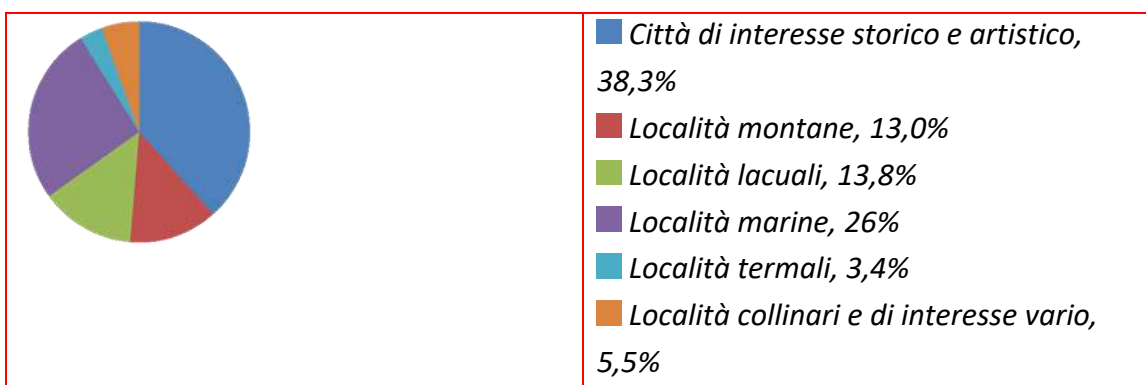 Città di interesse storico e artistico,
38,3%
Località montane, 13,0%
Località lacuali, 13,8%
Località marine, 26%
Località termali, 3,4%
Località collinari e di interesse vario,
5,5%